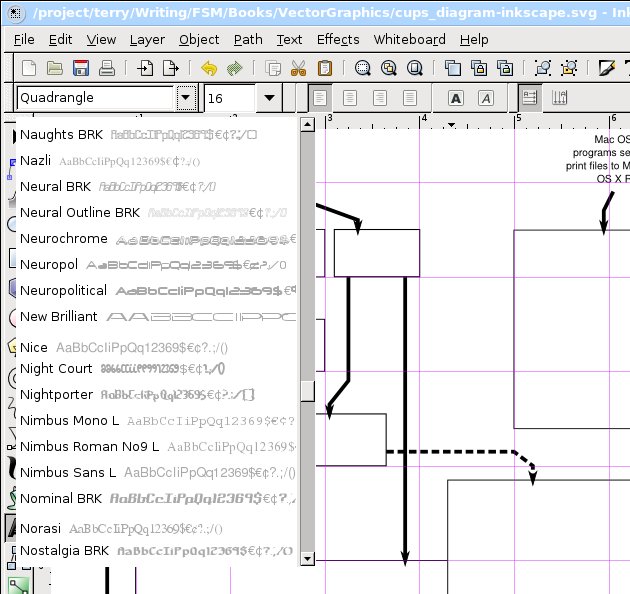 /project/terry/Writing/FSM/Books/VectorGraphics/cups_diagram-inkscape.svg - In
File Edit View Layer Object Path Text Effects Whiteboard Help
Quadrangle 16
3 4 5 6
Naughts BRK AaBbCcIiPpQq12369$€¢?.;/()
Nazli AaBbCcIiPpQq12369$€¢?.;/()
Neural BRK AaBbCcIiPpQq12369$€¢?.;/()
Neural Outline BRK AaBbCcIiPpQq12369$€¢?.;/()
Neurochrome AaBbCcIiPpQq12369$€
Neuropol AaBbCcIiPpQq12369$€¢?.;/()
Neuropolitical AaBbCcIiPpQq12369$€¢
New Brilliant AABBCCIIPPQ
Nice AaBbCcIiPpQq12369$€¢?.;/()
Night Court AaBbCcIiPpQq12369$€¢?.;/()
Nightporter AaBbCcIiPpQq12369$€¢?.;/[]
Nimbus Mono L AaBbCcIiPpQq12369$€¢?
Nimbus Roman No9 L AaBbCcIiPpQq12369$
Nimbus Sans L AaBbCcIiPpQq12369$€¢?.;/()
Nominal BRK AaBbCcIiPpQq12369$€¢?.;
Norasi AaBbCcIiPpQq12369$€¢?.;/()
Nostalgia BRK AaBbCcIiPpQq12369$€¢?.;/()
Mac OS
programs se
print files to M
OS X P